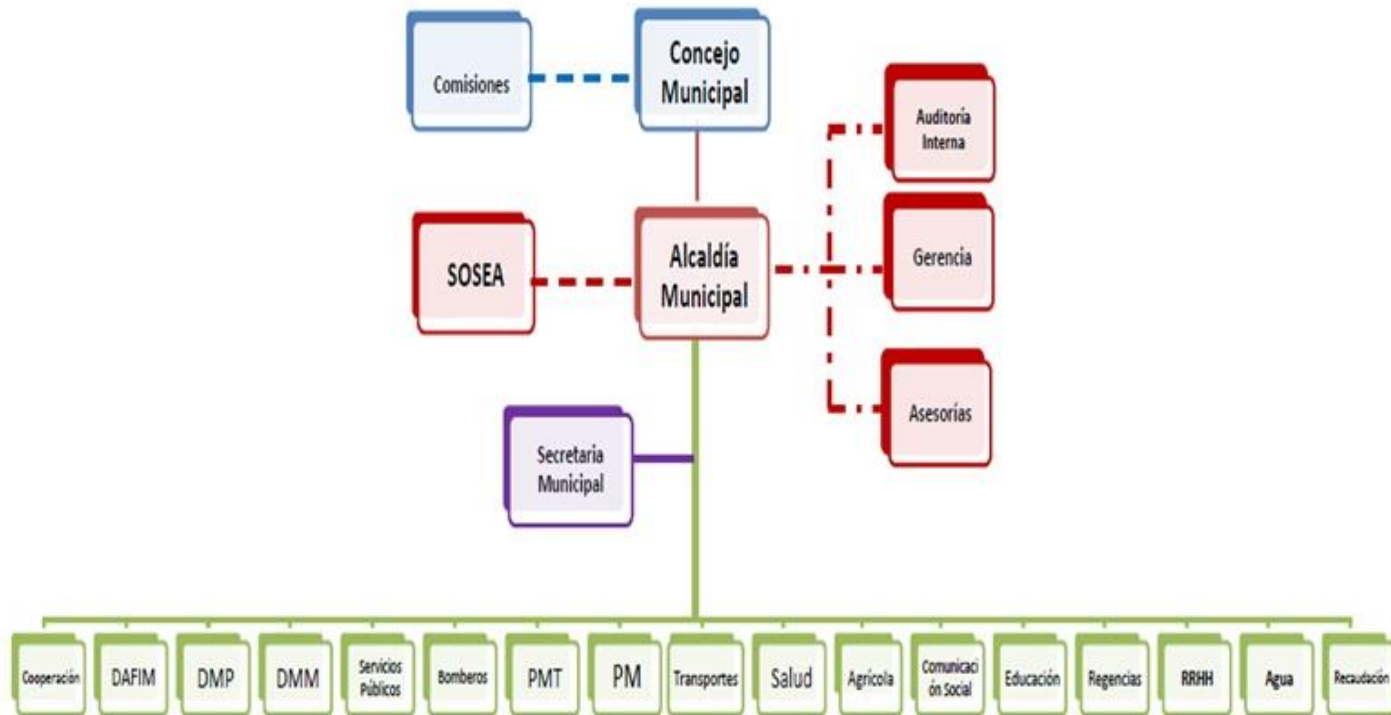 Comisiones
Concejo
Municipal
Auditoría
Interna
SOSEA
Alcaldía
Municipal
Gerencia
Asesorías
Secretaria
Municipal
Cooperación
DAFIM
DMP
DMM
Servicios
Públicos
Bomberos
PMT
PM
Transportes
Salud
Agrícola
Comunicaci
ón Social
Educación
Regencias
RRHH
Agua
Recaudación